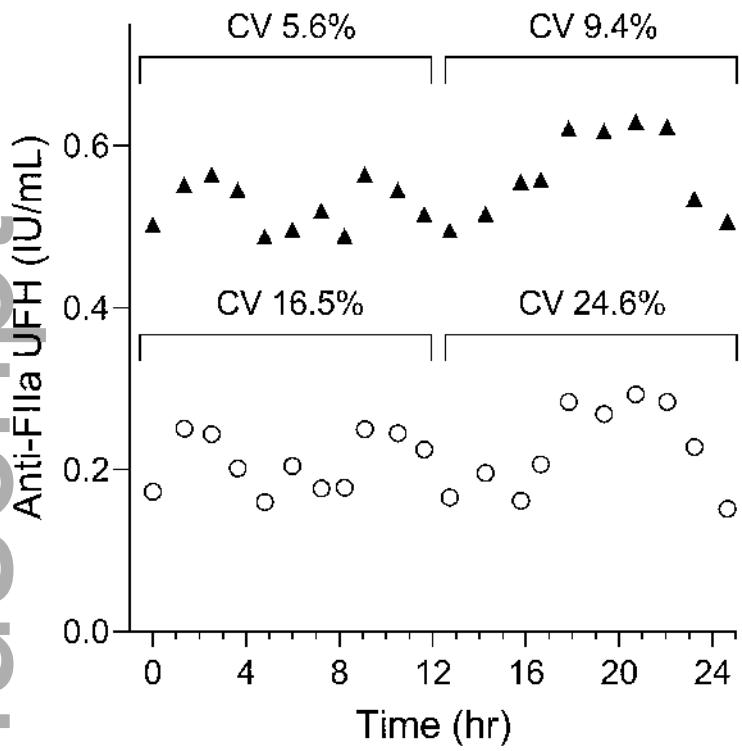 CV 5.6%
CV 9.4%
0.6
0.4
CV 16.5%
CV 24.6%
0.2
0.0
0 4 8 12 16 20 24
Time (hr)
Anti-FIIa UFH (IU/mL)